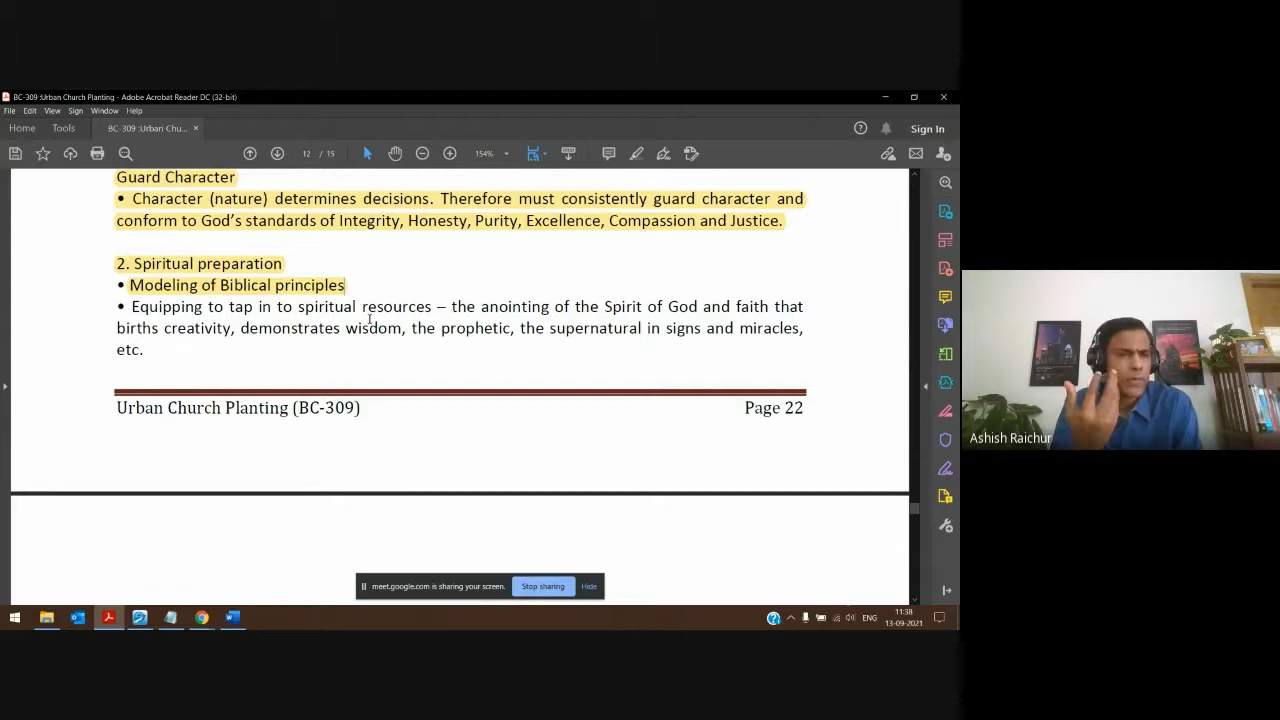 BC-309 :Urban Church Planting - Adobe Acrobat Reader DC (32-bit)
File Edit View Sign Window Help
Home Tools BC-309 :Urban Chu... × Sign In
12 / 15 154%
Guard Character
• Character (nature) determines decisions. Therefore must consistently guard character and
conform to God’s standards of Integrity, Honesty, Purity, Excellence, Compassion and Justice.
2. Spiritual preparation
• Modeling of Biblical principles
• Equipping to tap in to spiritual resources – the anointing of the Spirit of God and faith that
births creativity, demonstrates wisdom, the prophetic, the supernatural in signs and miracles,
etc.
Urban Church Planting (BC-309) Page 22
Ashish Raichur
meet.google.com is sharing your screen. Stop sharing Hide
ENG 11:38
13-09-2021